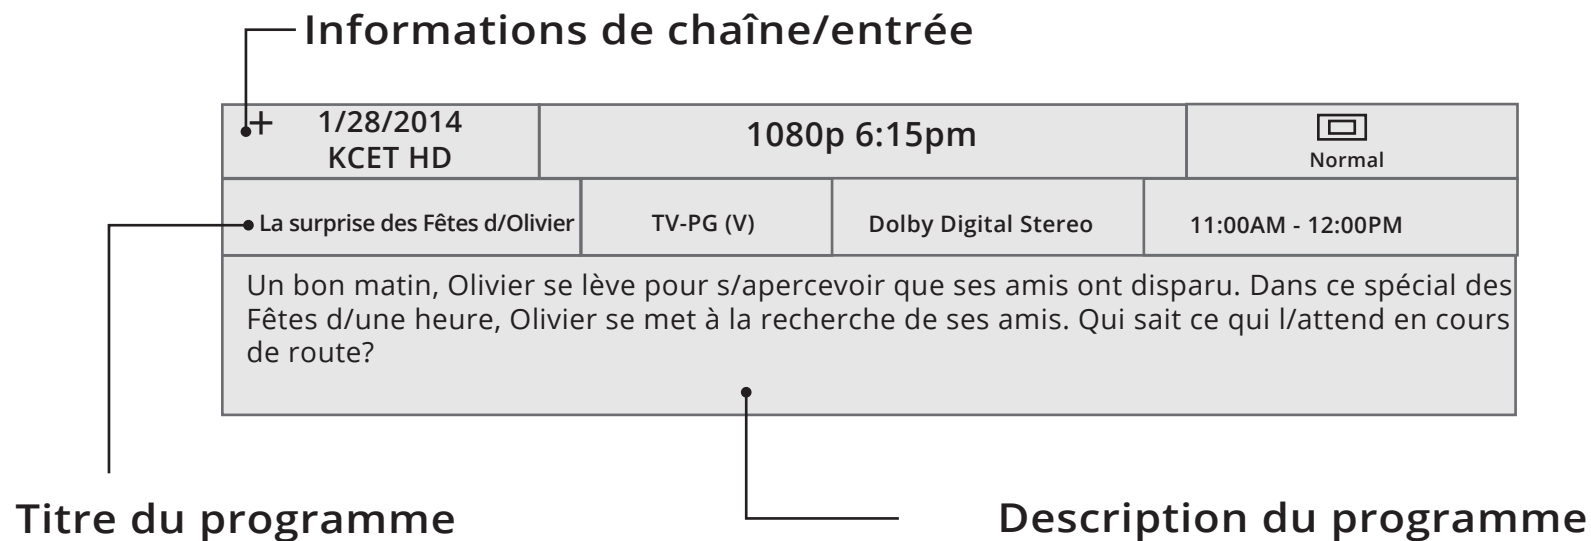 Informations de chaîne/entrée
+ 1/28/2014
KCET HD
1080p 6:15pm
Normal
La surprise des Fêtes d/Olivier
TV-PG (V)
Dolby Digital Stereo
11:00AM - 12:00PM
Un bon matin, Olivier se lève pour s/apercevoir que ses amis ont disparu. Dans ce spécial des
Fêtes d/une heure, Olivier se met à la recherche de ses amis. Qui sait ce qui l/attend en cours
de route?
Titre du programme
Description du programme